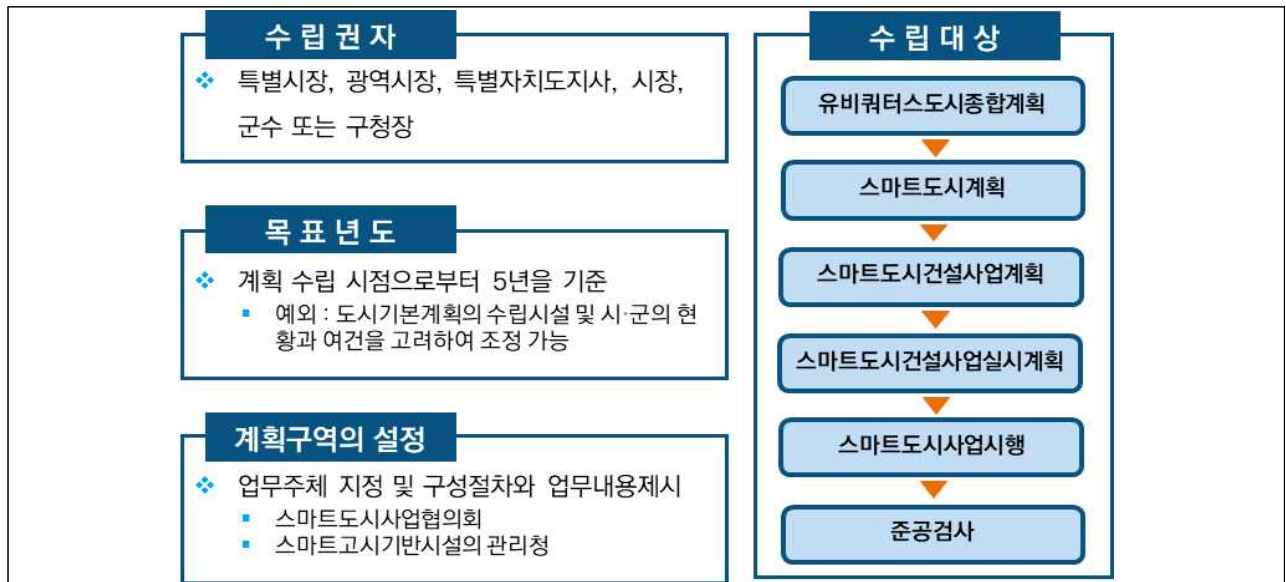 수 립 권 자
❖ 특별시장, 광역시장, 특별자치도지사, 시장,
군수 또는 구청장
목 표 년 도
❖ 계획 수립 시점으로부터 5년을 기준
▪ 예외 : 도시기본계획의 수립시설 및 시·군의 현
황과 여건을 고려하여 조정 가능
계획구역의 설정
❖ 업무주체 지정 및 구성절차와 업무내용제시
▪ 스마트도시사업협의회
▪ 스마트고시기반시설의 관리청
수 립 대 상
유비쿼터스도시종합계획
스마트도시계획
스마트도시건설사업계획
스마트도시건설사업실시계획
스마트도시사업시행
준공검사